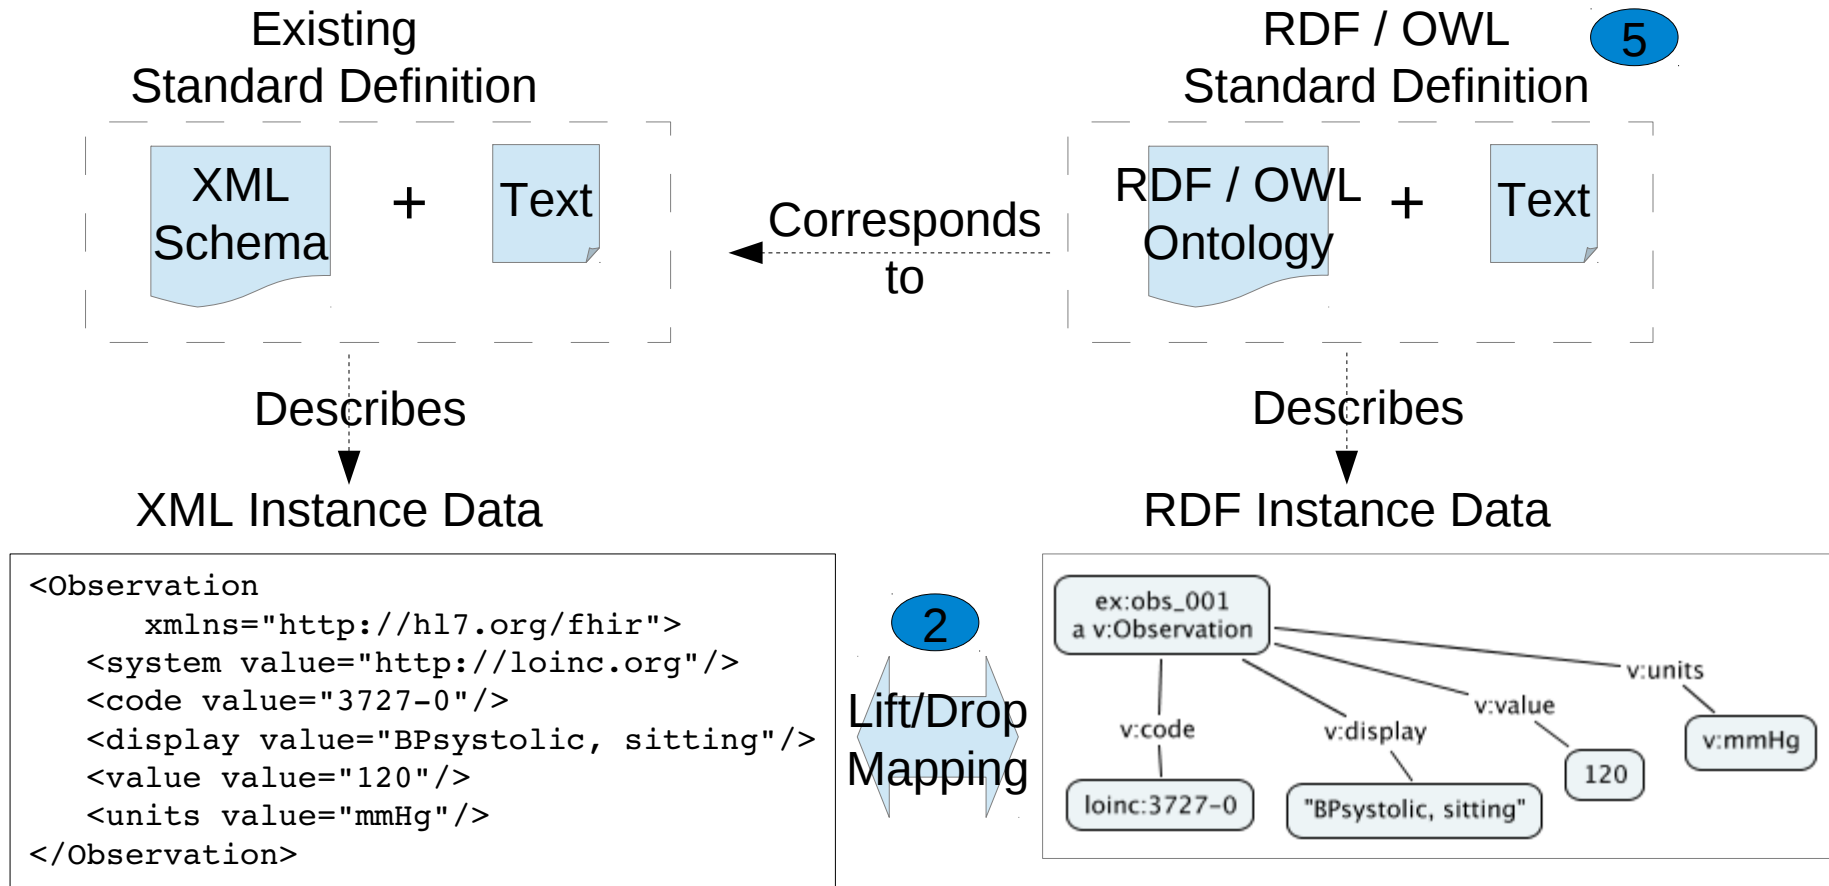 Existing
Standard Definition
RDF / OWL
Standard Definition
5
XML
Schema
+
Text
Corresponds
to
RDF / OWL
Ontology
+
Text
Describes
Describes
XML Instance Data
RDF Instance Data
<Observation
xmlns="http://hl7.org/fhir">
<system value="http://loinc.org"/>
<code value="3727-0"/>
<display value="BPsystolic, sitting"/>
<value value="120"/>
<units value="mmHg"/>
</Observation>
2
Lift/Drop
Mapping
ex:obs_001
a v:Observation
v:units
v:value
v:code
v:display
v:mmHg
120
loinc:3727-0
"BPsystolic, sitting"